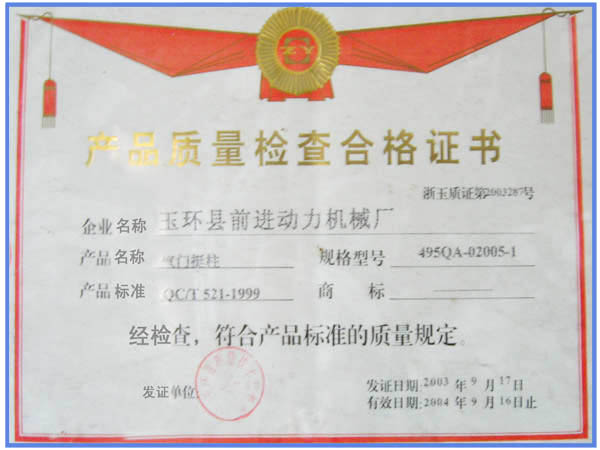 产品质量检查合格证书
浙玉质证第2003287号
企业名称 玉环县前进动力机械厂
产品名称 气门挺柱 规格型号 495QA-02005-1
产品标准 QC/T 521-1999 商标
经检查，符合产品标准的质量规定。
发证单位: 发证日期:2003 年 9 月 17日
有效日期:2004 年 9 月 16日止